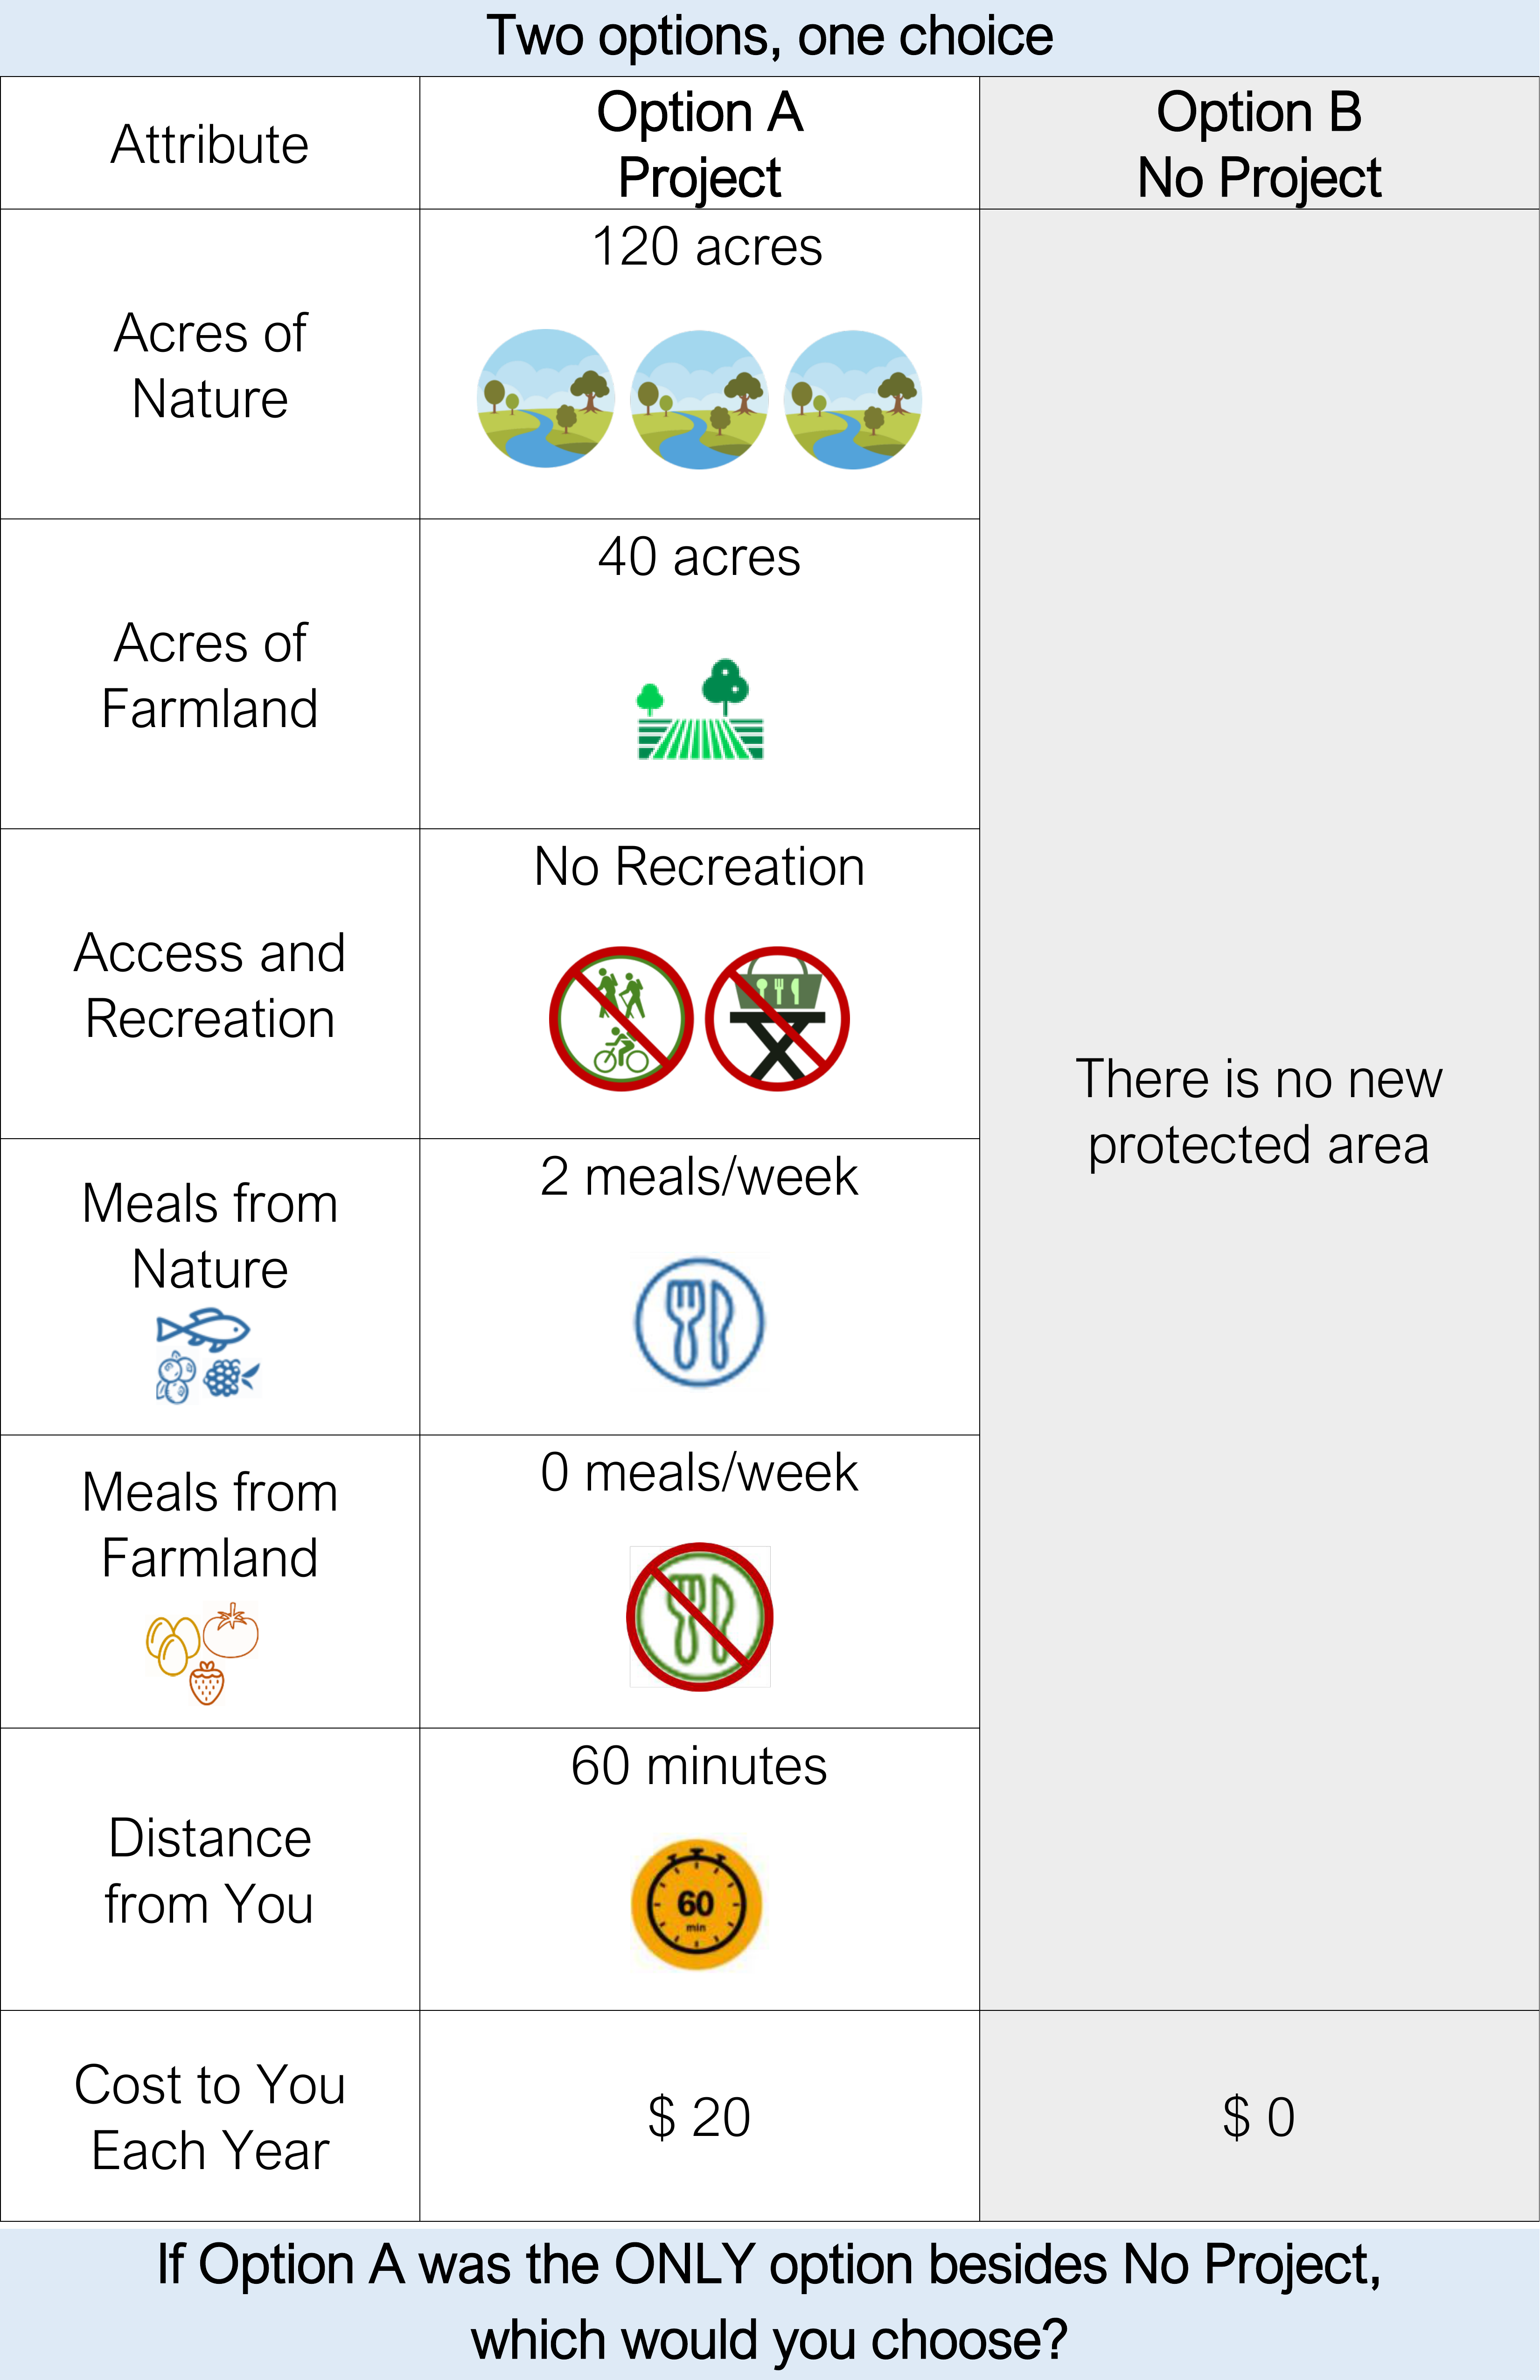 Two options, one choice
Attribute
Option A
Project
Option B
No Project
Acres of
Nature
120 acres
Acres of
Farmland
40 acres
Access and
Recreation
No Recreation
There is no new
protected area
Meals from
Nature
2 meals/week
Meals from
Farmland
0 meals/week
Distance
from You
60 minutes
60
min
Cost to You
Each Year
$ 20
$ 0
If Option A was the ONLY option besides No Project,
which would you choose?